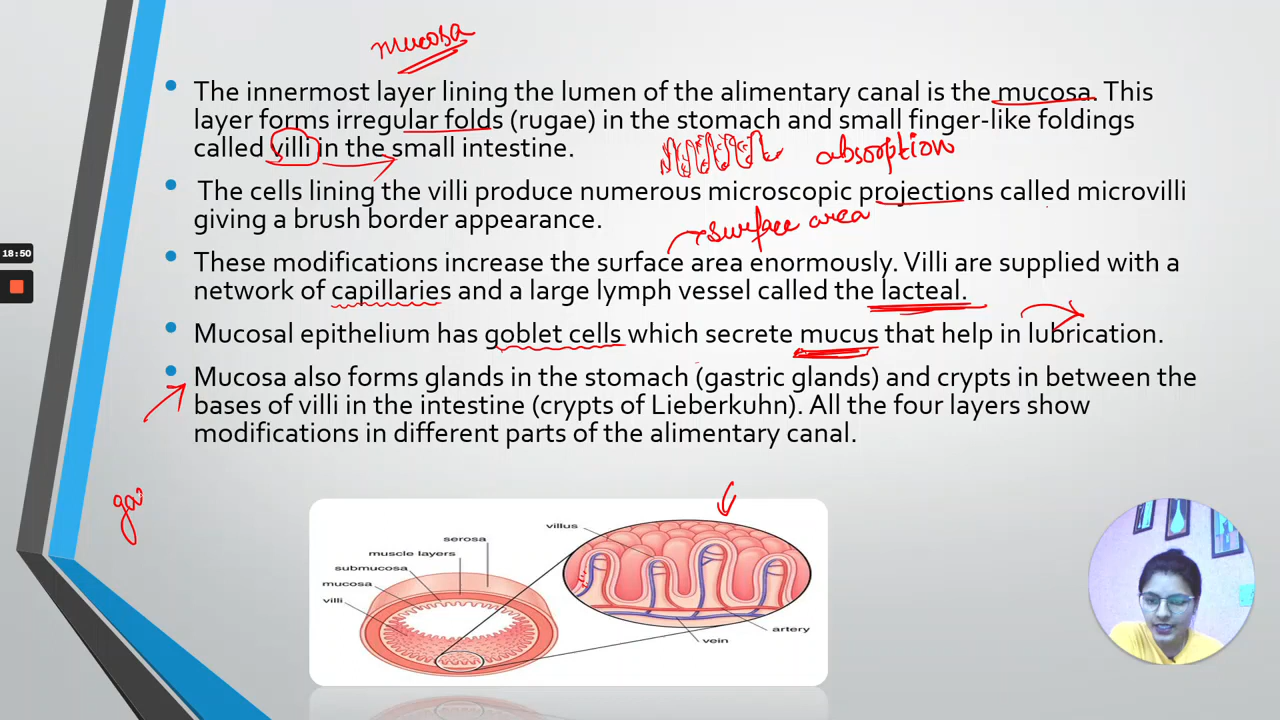 mucosa
The innermost layer lining the lumen of the alimentary canal is the mucosa. This
layer forms irregular folds (rugae) in the stomach and small finger-like foldings
called villi in the small intestine.
absorption
The cells lining the villi produce numerous microscopic projections called microvilli
giving a brush border appearance.
surface area
These modifications increase the surface area enormously. Villi are supplied with a
network of capillaries and a large lymph vessel called the lacteal.
Mucosal epithelium has goblet cells which secrete mucus that help in lubrication.
Mucosa also forms glands in the stomach (gastric glands) and crypts in between the
bases of villi in the intestine (crypts of Lieberkuhn). All the four layers show
modifications in different parts of the alimentary canal.
18:50
ga
villus
serosa
muscle layers
submucosa
mucosa
villi
artery
vein